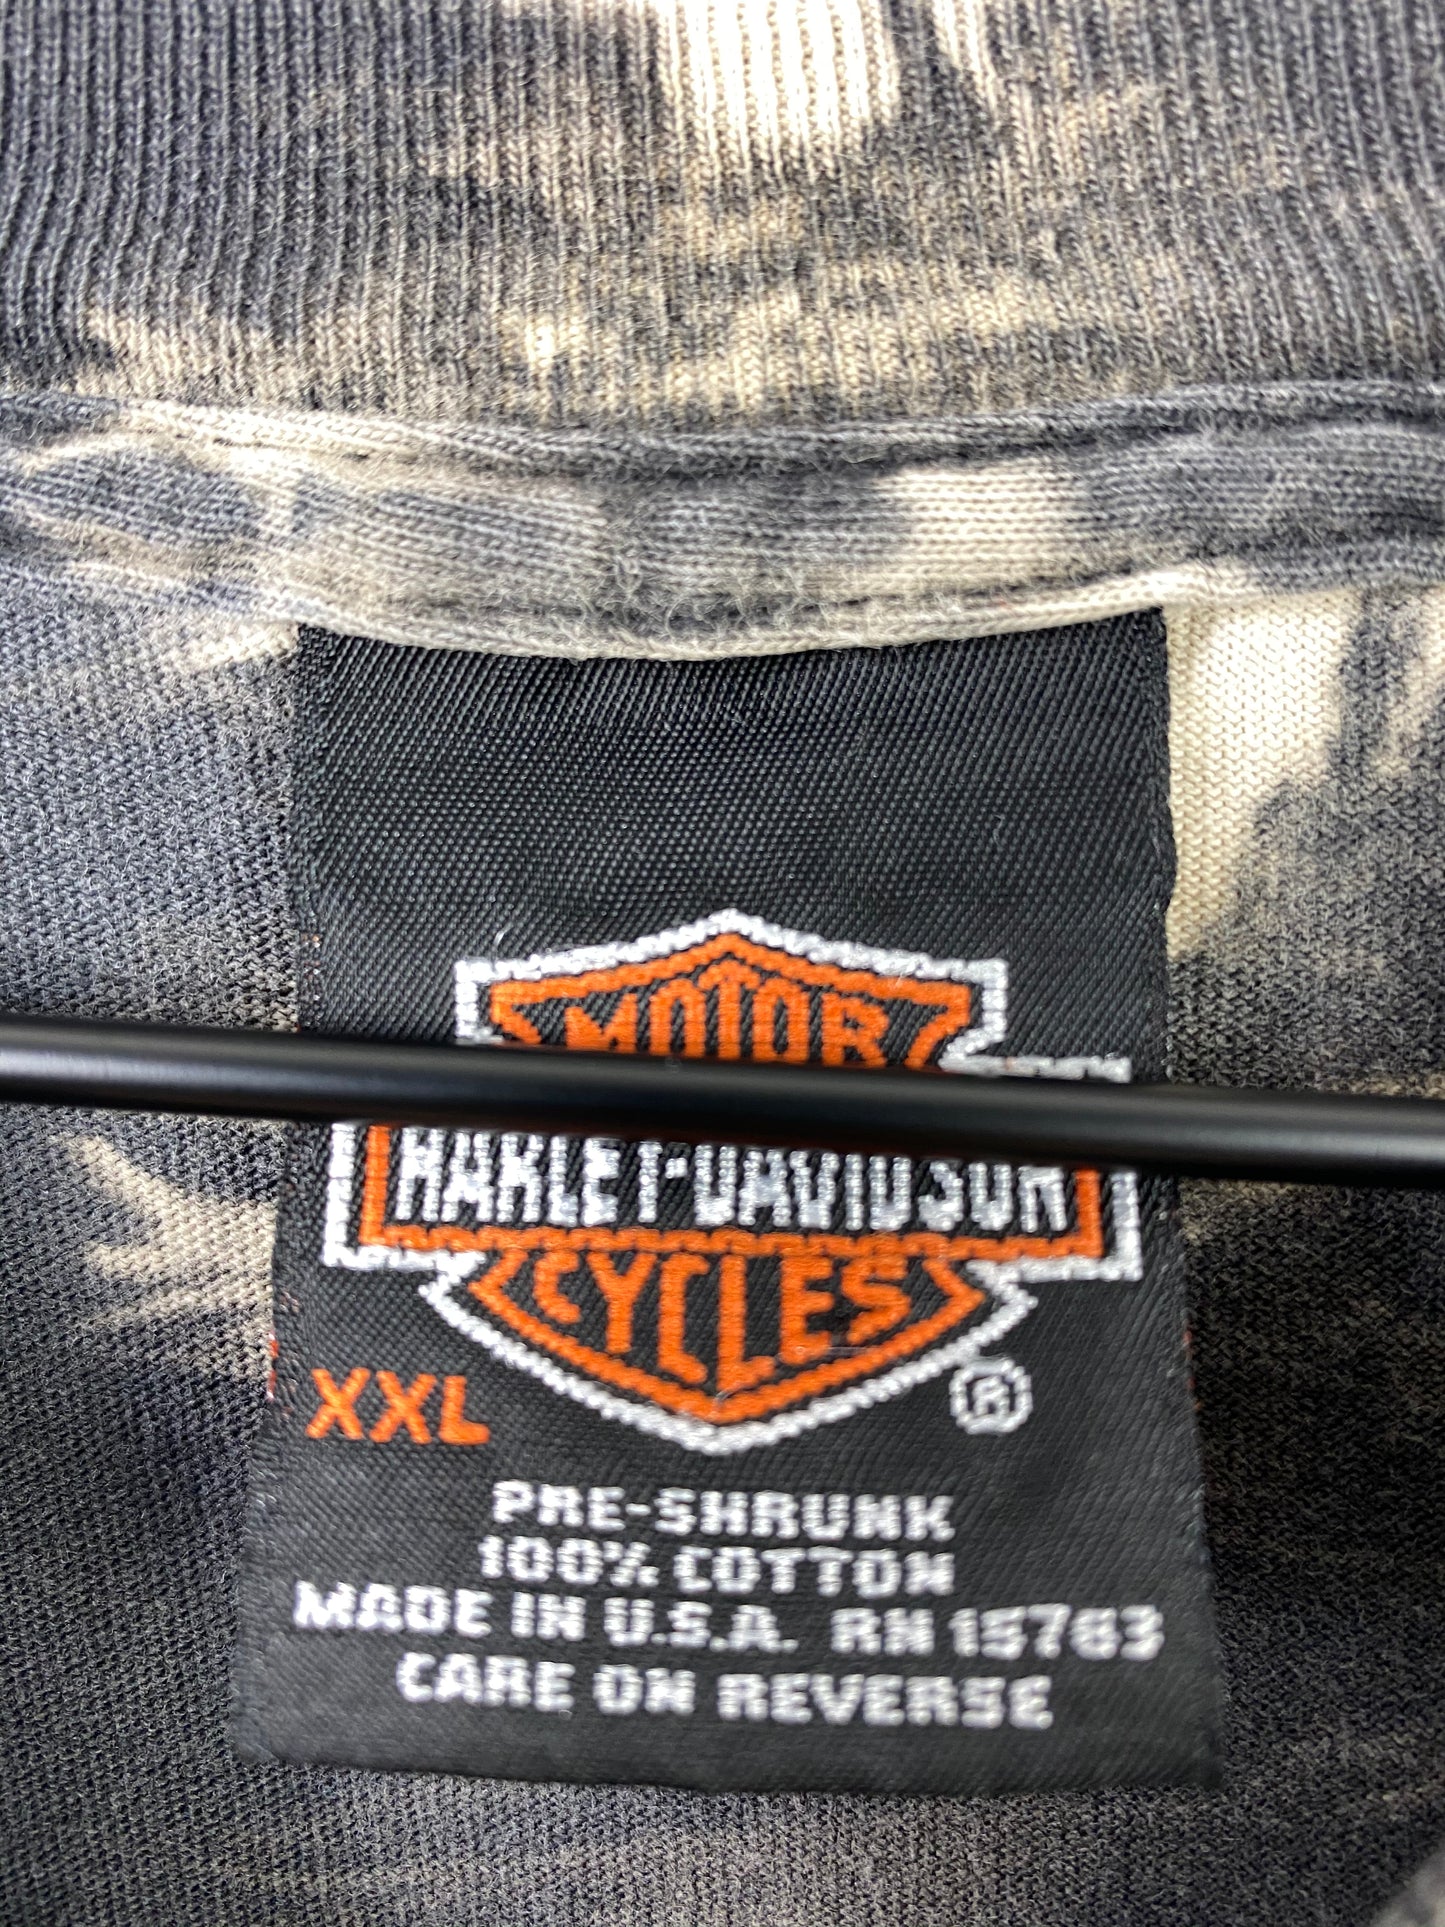 MOTOR
HARLEY-DAVIDSON
CYCLES
XXL
®
PRE-SHRUNK
100% COTTON
MADE IN U.S.A. RN 15763
CARE ON REVERSE